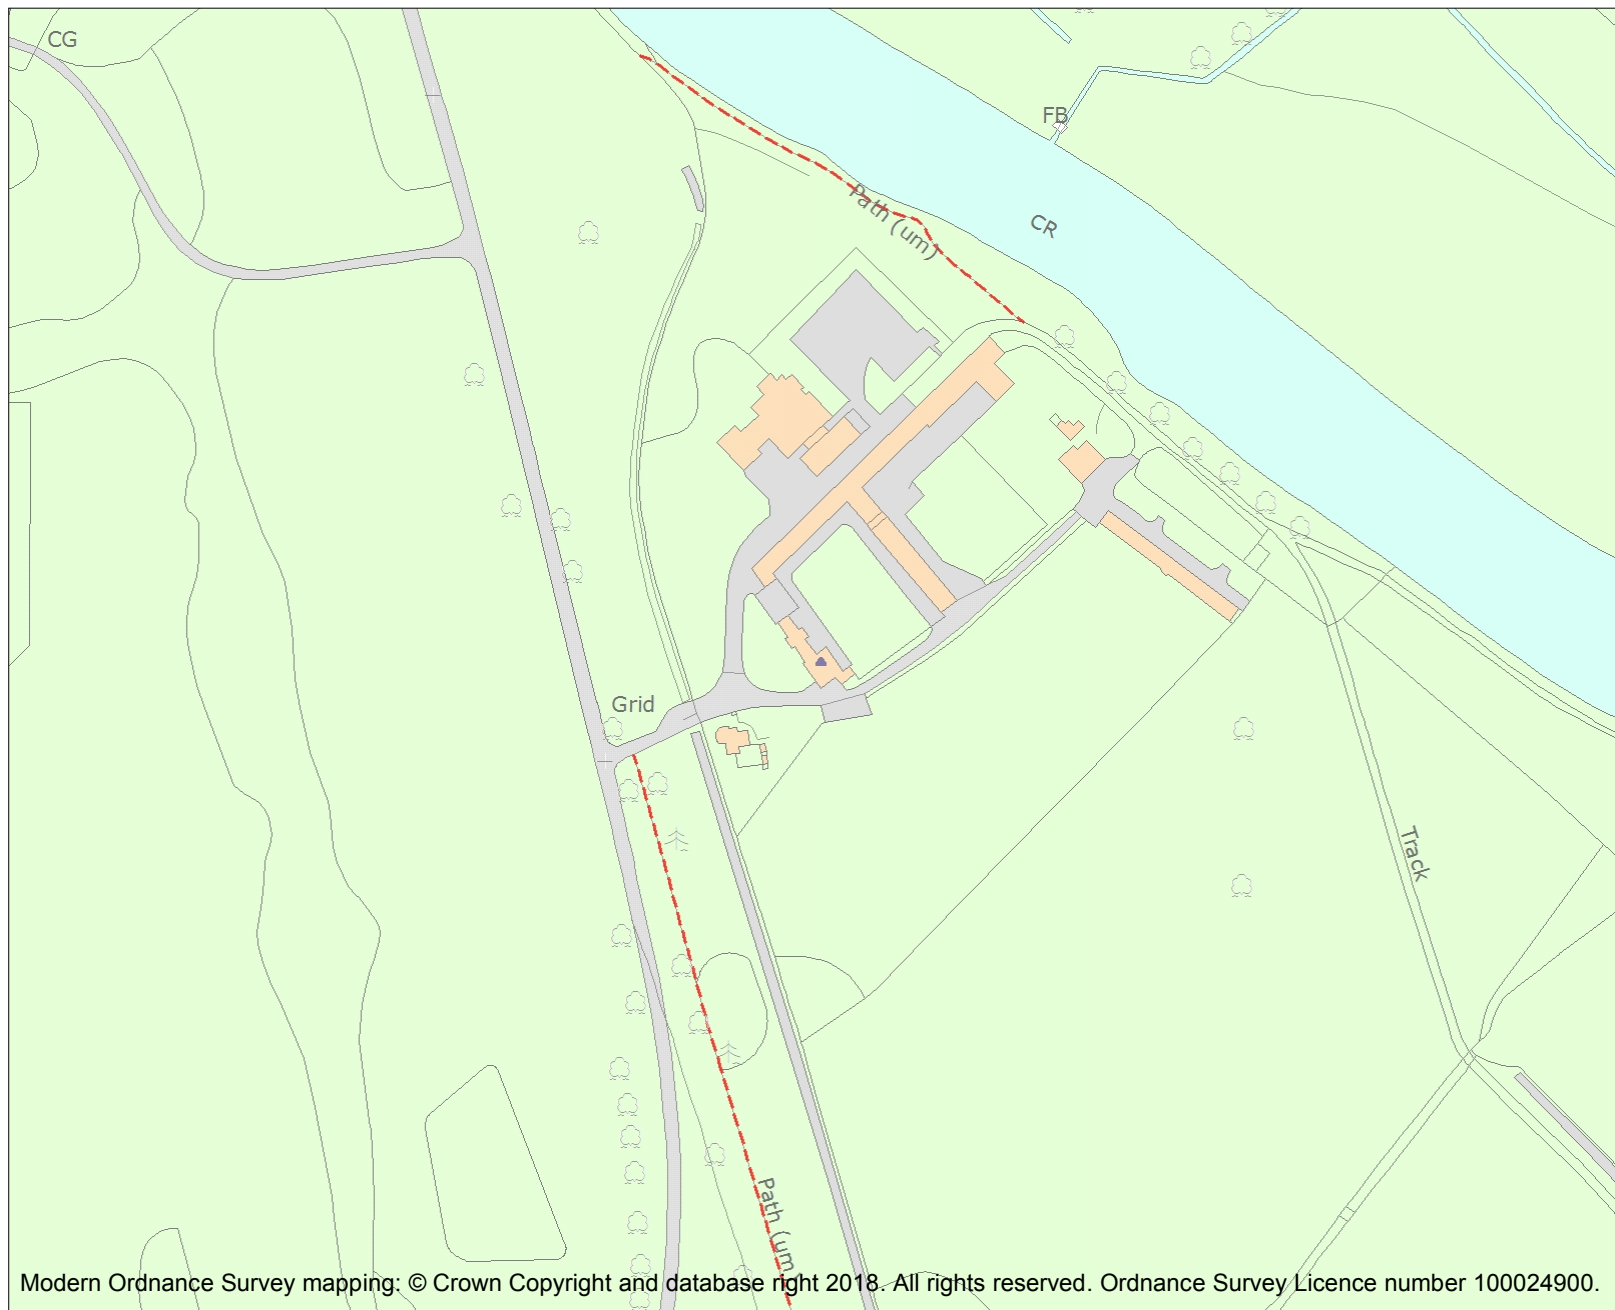 CG
FB
Path (um)
CR
Grid
Track
Path (um)
Modern Ordnance Survey mapping: © Crown Copyright and database right 2018. All rights reserved. Ordnance Survey Licence number 100024900.